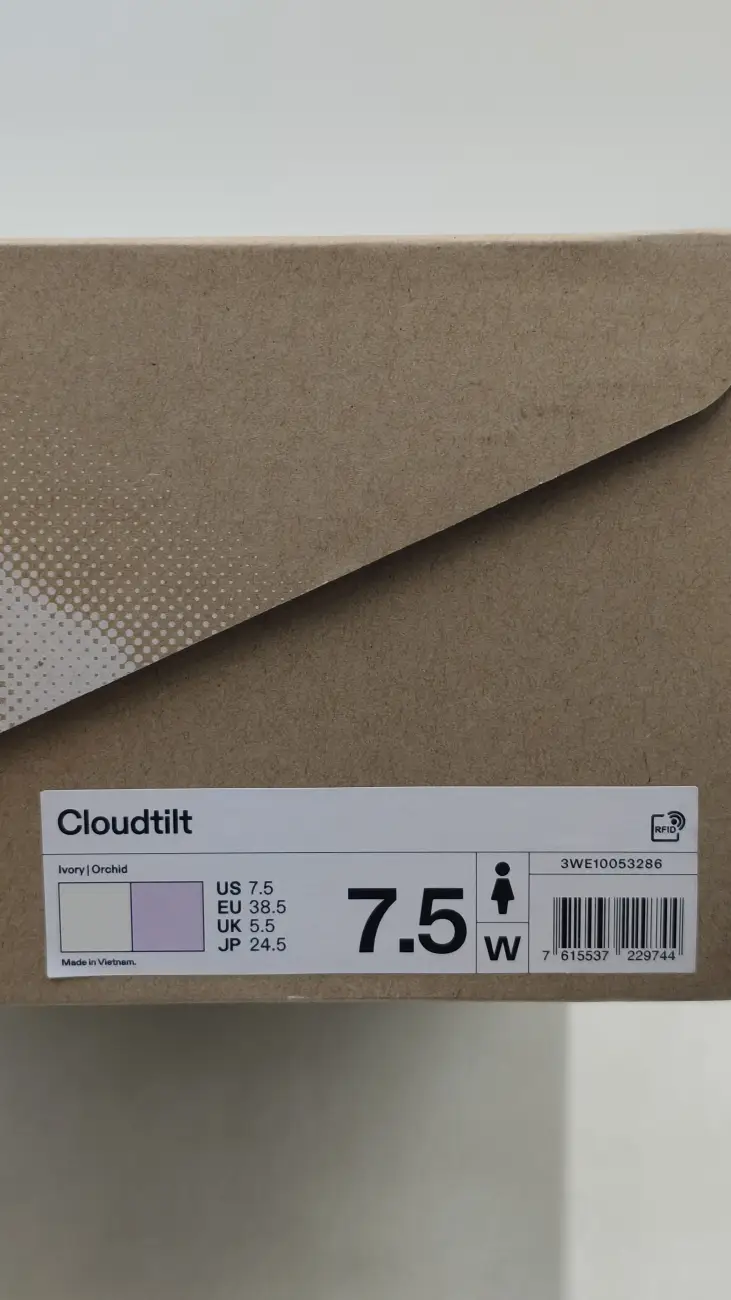 Cloudtilt
RFID
Ivory | Orchid
US 7.5
EU 38.5
UK 5.5
JP 24.5
Made in Vietnam.
7.5
W
3WE10053286
7 615537 229744